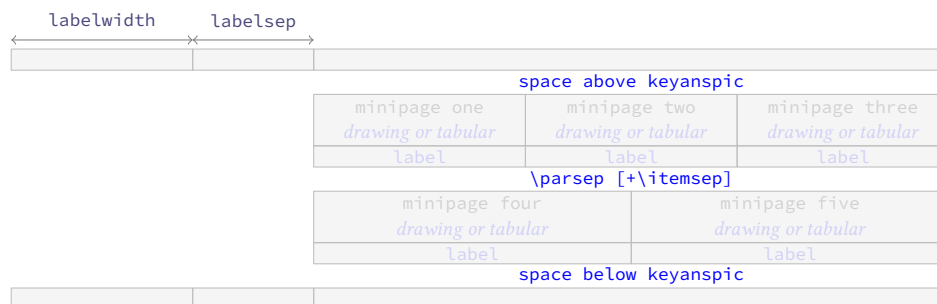 labelwidth labelsep
space above keyanspic
minipage one minipage two minipage three
drawing or tabular drawing or tabular drawing or tabular
label label label
\parsep [+\itemsep]
minipage four minipage five
drawing or tabular drawing or tabular
label label
space below keyanspic